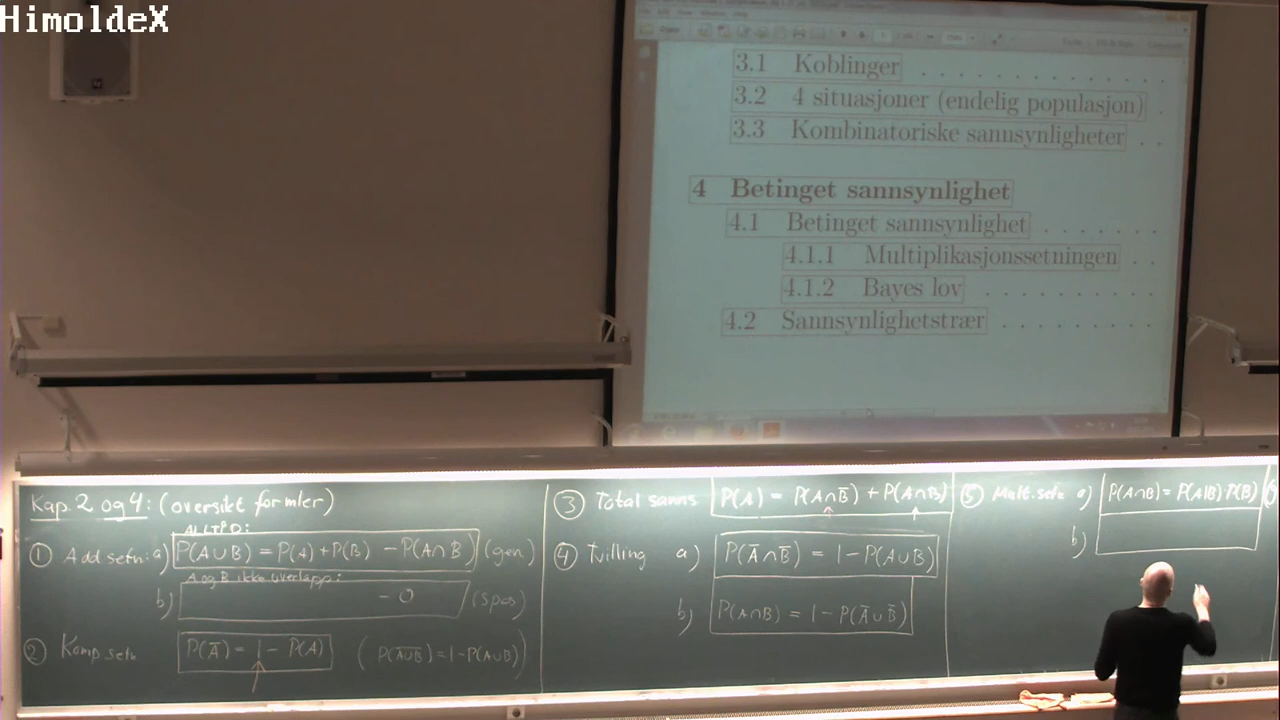 HimoldeX
3.1 Koblinger
3.2 4 situasjoner (endelig populasjon)
3.3 Kombinatoriske sannsynligheter
4 Betinget sannsynlighet
4.1 Betinget sannsynlighet
4.1.1 Multiplikasjonssetningen
4.1.2 Bayes lov
4.2 Sannsynlighetstrær
Kap. 2 og 4: (oversikt formler)
ALLTID:
① Add setn: a) P(A∪B) = P(A) + P(B) - P(A∩B) (gen.)
A og B ikke overlapp:
b) - 0 (spes)
② Komp. setn P(A̅) = 1 - P(A) (P(A̅∪̅B̅) = 1 - P(A∪B))
③ Total sanns P(A) = P(A∩B̅) + P(A∩B)
④ Tvilling a) P(A̅∩B̅) = 1 - P(A∪B)
b) P(A∩B) = 1 - P(A̅∪B̅)
⑤ Mult. setn a) P(A∩B) = P(A|B) P(B)
b)